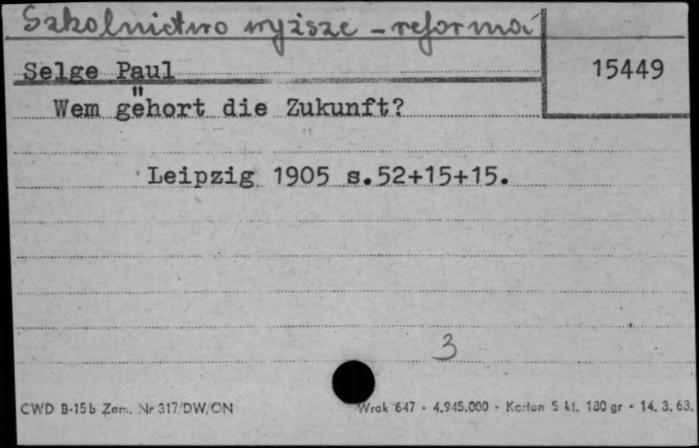 Szkolnictwo wyższe - reforma
15449
Selge Paul
Wem gëhort die Zukunft?
Leipzig 1905 s.52+15+15.
3
CWD B-15b Zam. Nr 317/DW/ON Wrak 647 - 4.945.000 - Karton 5 kl. 180 gr - 14. 3. 63.